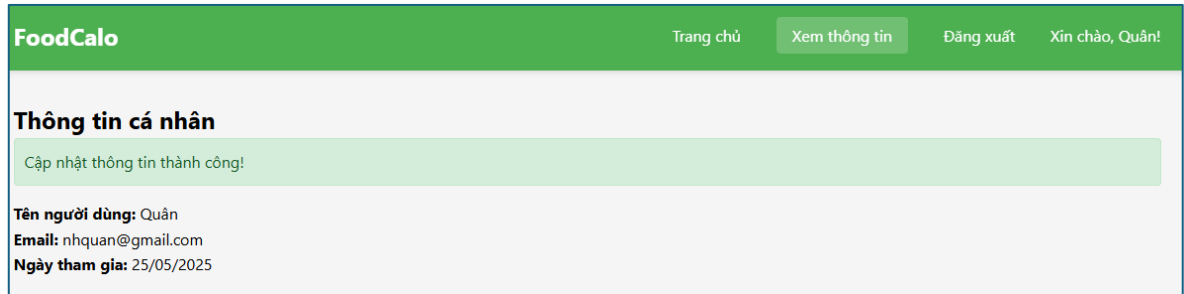 FoodCalo Trang chủ Xem thông tin Đăng xuất Xin chào, Quân!
Thông tin cá nhân
Cập nhật thông tin thành công!
Tên người dùng: Quân
Email: nhquan@gmail.com
Ngày tham gia: 25/05/2025